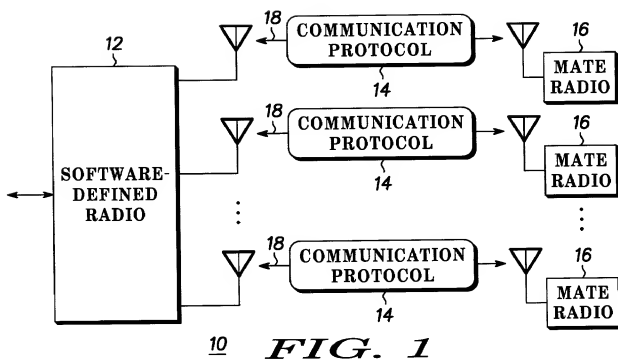 12
SOFTWARE-
DEFINED
RADIO
18
COMMUNICATION
PROTOCOL
14
16
MATE
RADIO
18
COMMUNICATION
PROTOCOL
14
16
MATE
RADIO
18
COMMUNICATION
PROTOCOL
14
16
MATE
RADIO
10 FIG. 1